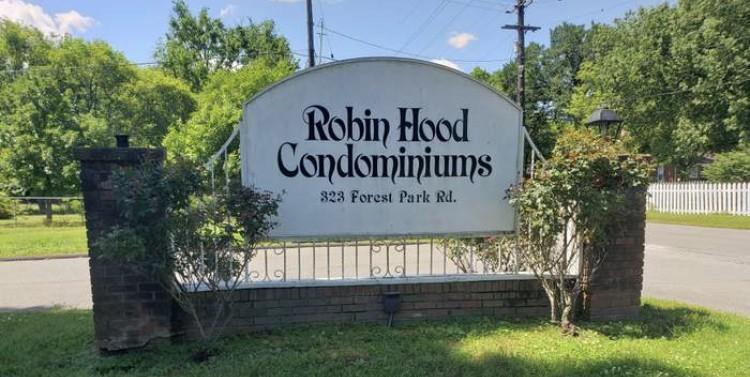 Robin Hood
Condominiums
323 Forest Park Rd.